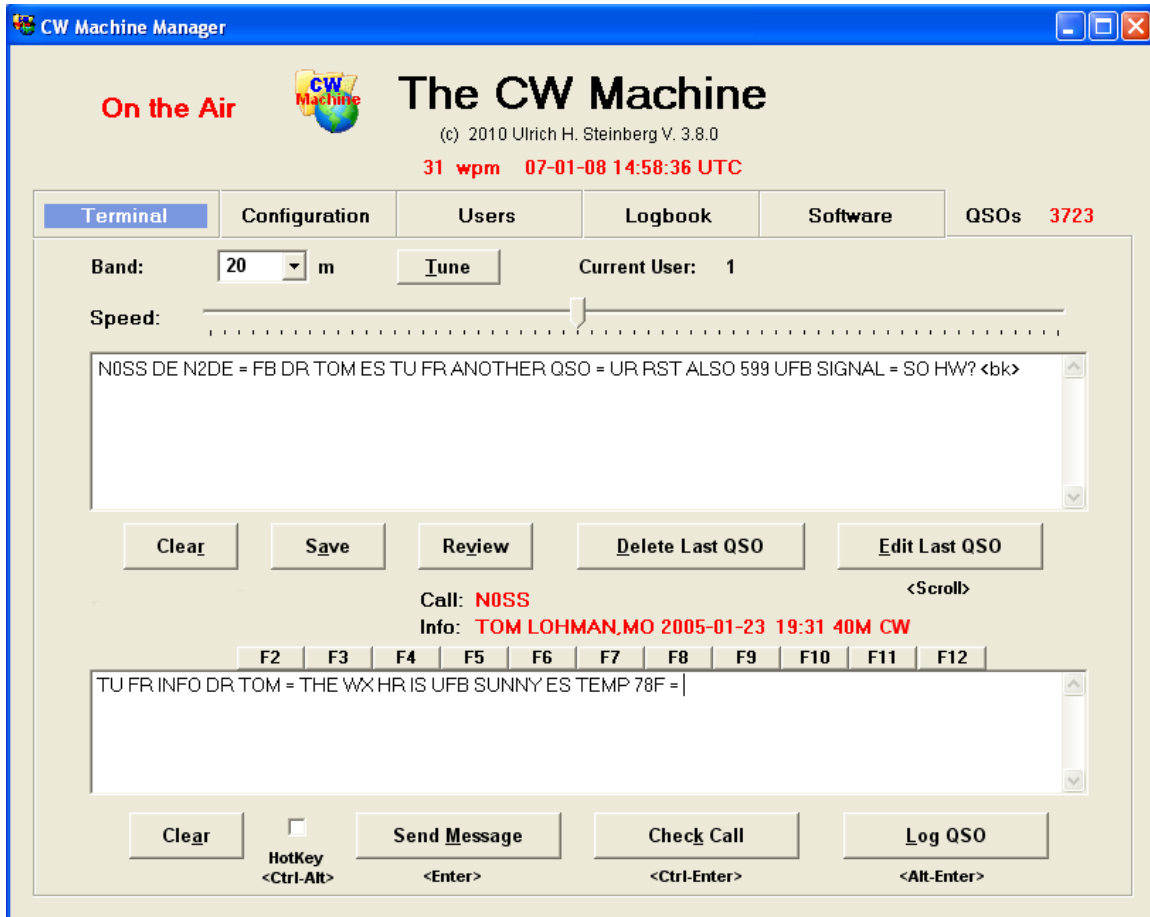 CW Machine Manager
On the Air
CW Machine
The CW Machine
(c) 2010 Ulrich H. Steinberg V. 3.8.0
31 wpm 07-01-08 14:58:36 UTC
Terminal Configuration Users Logbook Software QSOs 3723
Band: 20 m Tune Current User: 1
Speed:
N0SS DE N2DE = FB DR TOM ES TU FR ANOTHER QSO = UR RST ALSO 599 UFB SIGNAL = SO HW? <bk>
Clear Save Review Delete Last QSO Edit Last QSO
<Scroll>
Call: N0SS
Info: TOM LOHMAN,MO 2005-01-23 19:31 40M CW
F2 F3 F4 F5 F6 F7 F8 F9 F10 F11 F12
TU FR INFO DR TOM = THE WX HR IS UFB SUNNY ES TEMP 78F =
Clear Send Message Check Call Log QSO
HotKey
<Ctrl-Alt> <Enter> <Ctrl-Enter> <Alt-Enter>